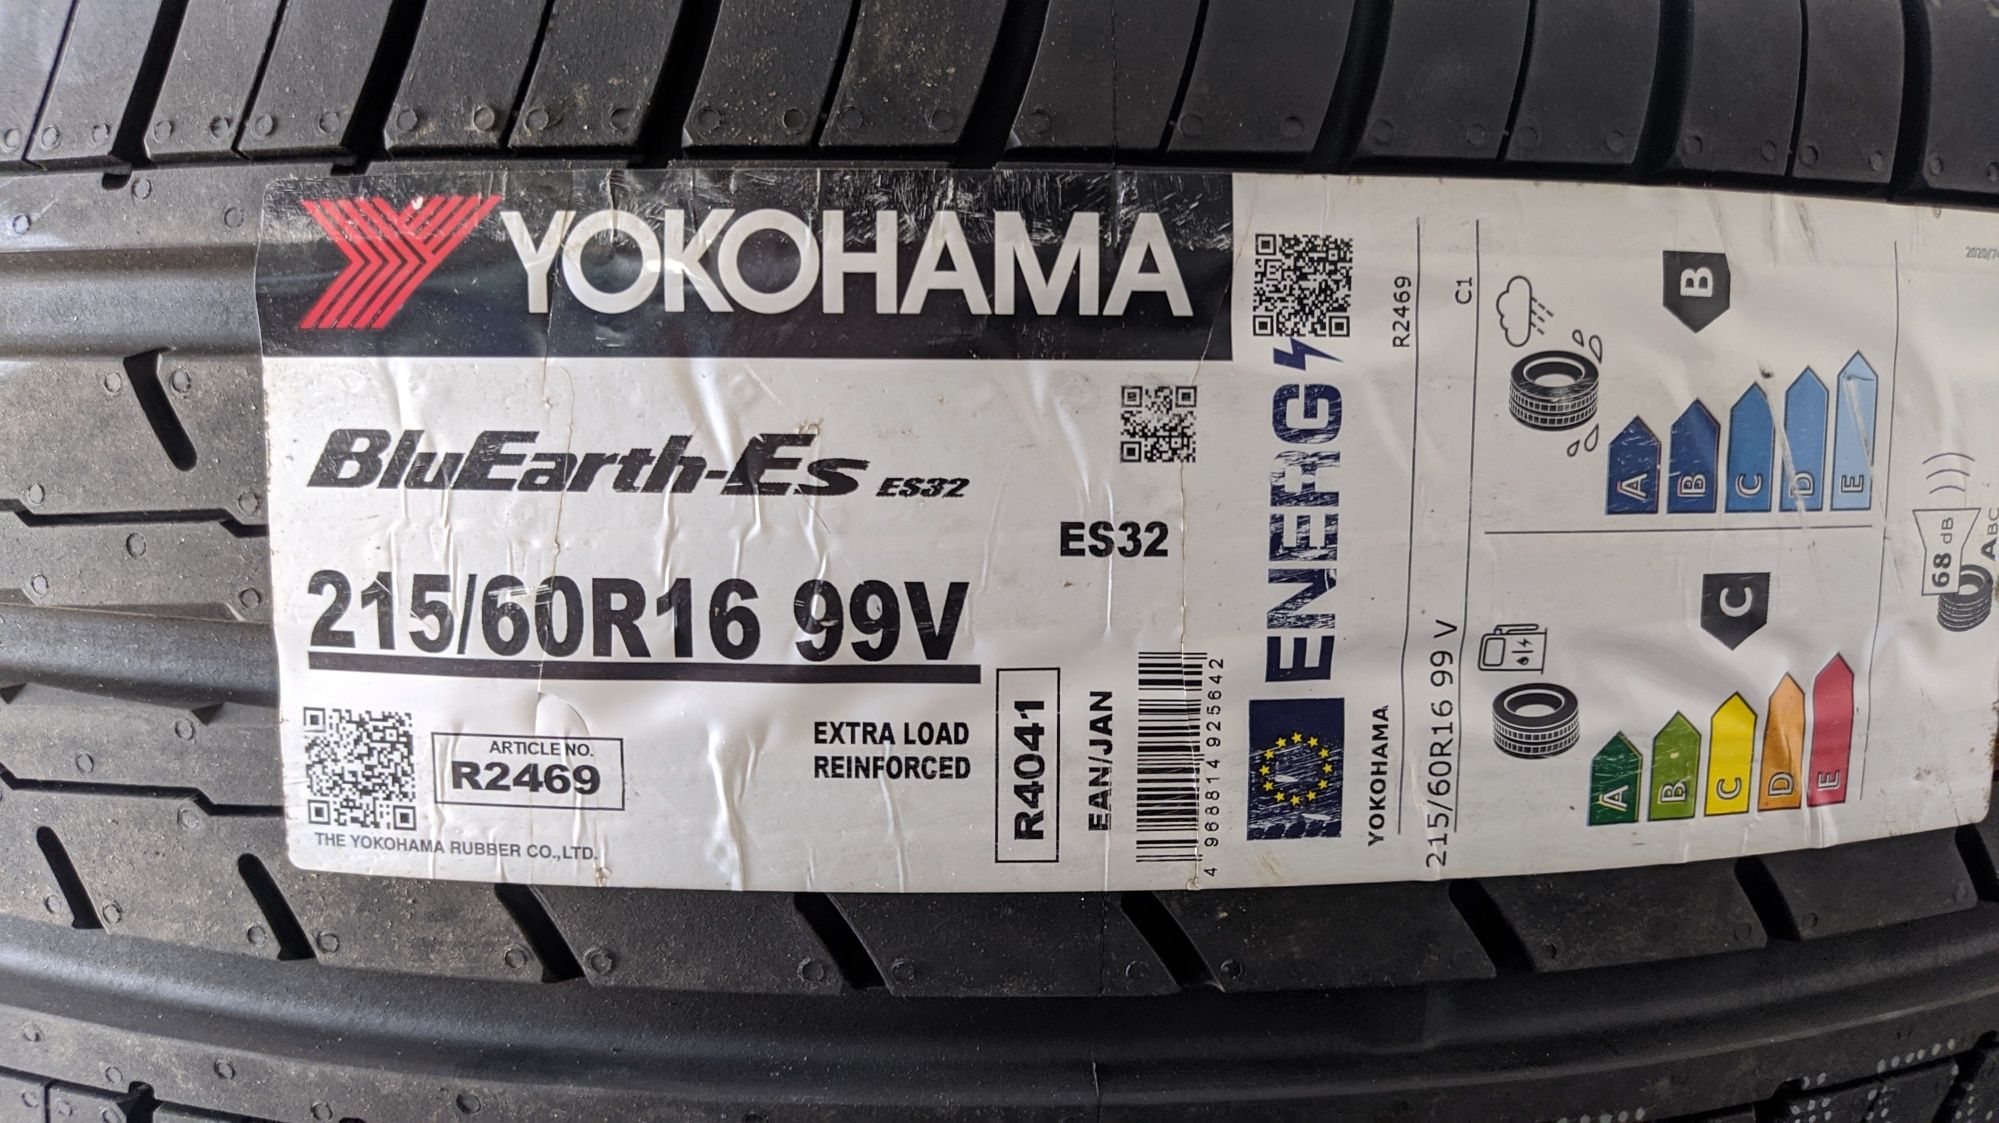 YOKOHAMA
BluEarth-Es ES32
ES32
215/60R16 99V
EXTRA LOAD
REINFORCED
ARTICLE NO.
R2469
THE YOKOHAMA RUBBER CO.,LTD.
R4041
EAN/JAN
4 968814 925642
ENERG
YOKOHAMA
R2469
215/60R16 99 V
C1
B
A
B
C
D
E
C
A
B
C
D
E
68 dB
ABC